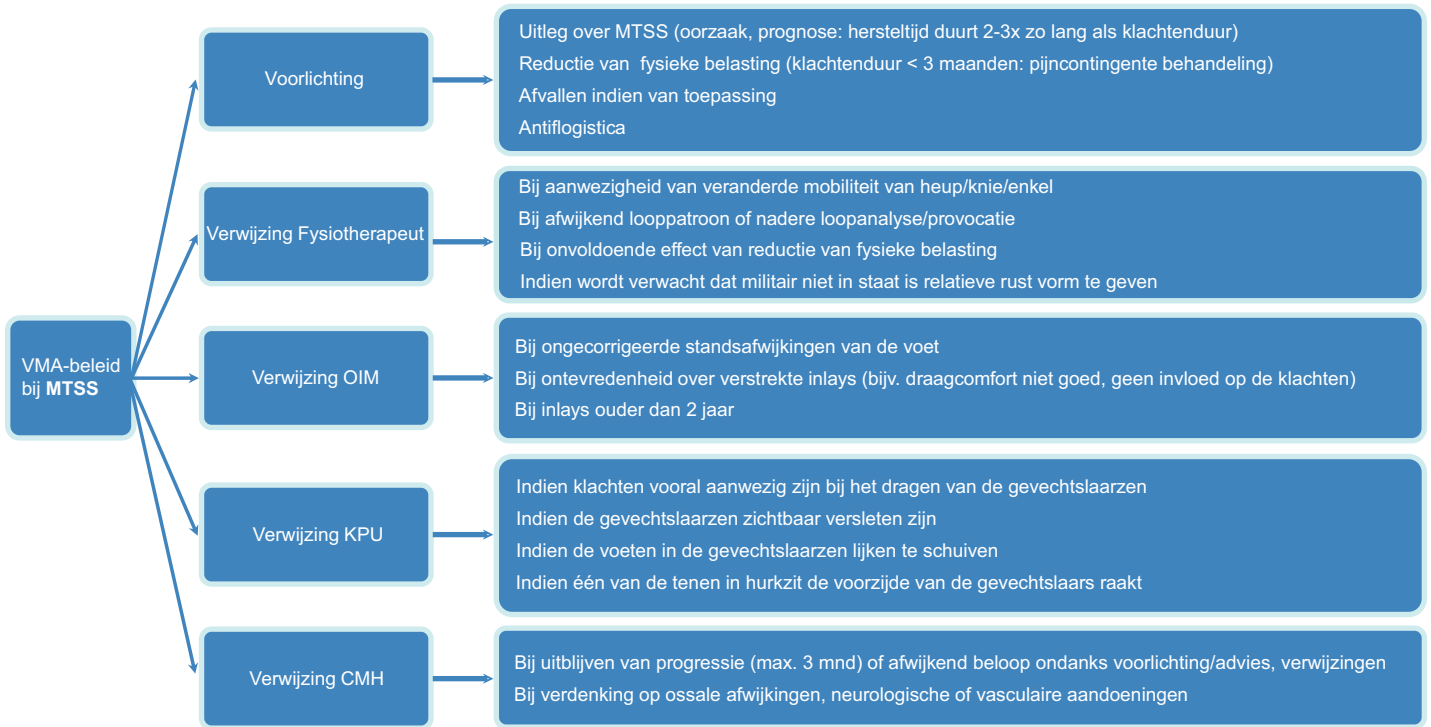 VMA-beleid
bij MTSS
Voorlichting
Uitleg over MTSS (oorzaak, prognose: hersteltijd duurt 2-3x zo lang als klachtenduur)
Reductie van fysieke belasting (klachtenduur < 3 maanden: pijncontingente behandeling)
Afvallen indien van toepassing
Antiflogistica
Verwijzing Fysiotherapeut
Bij aanwezigheid van veranderde mobiliteit van heup/knie/enkel
Bij afwijkend looppatroon of nadere loopanalyse/provocatie
Bij onvoldoende effect van reductie van fysieke belasting
Indien wordt verwacht dat militair niet in staat is relatieve rust vorm te geven
Verwijzing OIM
Bij ongecorrigeerde standsafwijkingen van de voet
Bij ontevredenheid over verstrekte inlays (bijv. draagcomfort niet goed, geen invloed op de klachten)
Bij inlays ouder dan 2 jaar
Verwijzing KPU
Indien klachten vooral aanwezig zijn bij het dragen van de gevechtslaarzen
Indien de gevechtslaarzen zichtbaar versleten zijn
Indien de voeten in de gevechtslaarzen lijken te schuiven
Indien één van de tenen in hurkzit de voorzijde van de gevechtslaars raakt
Verwijzing CMH
Bij uitblijven van progressie (max. 3 mnd) of afwijkend beloop ondanks voorlichting/advies, verwijzingen
Bij verdenking op ossale afwijkingen, neurologische of vasculaire aandoeningen